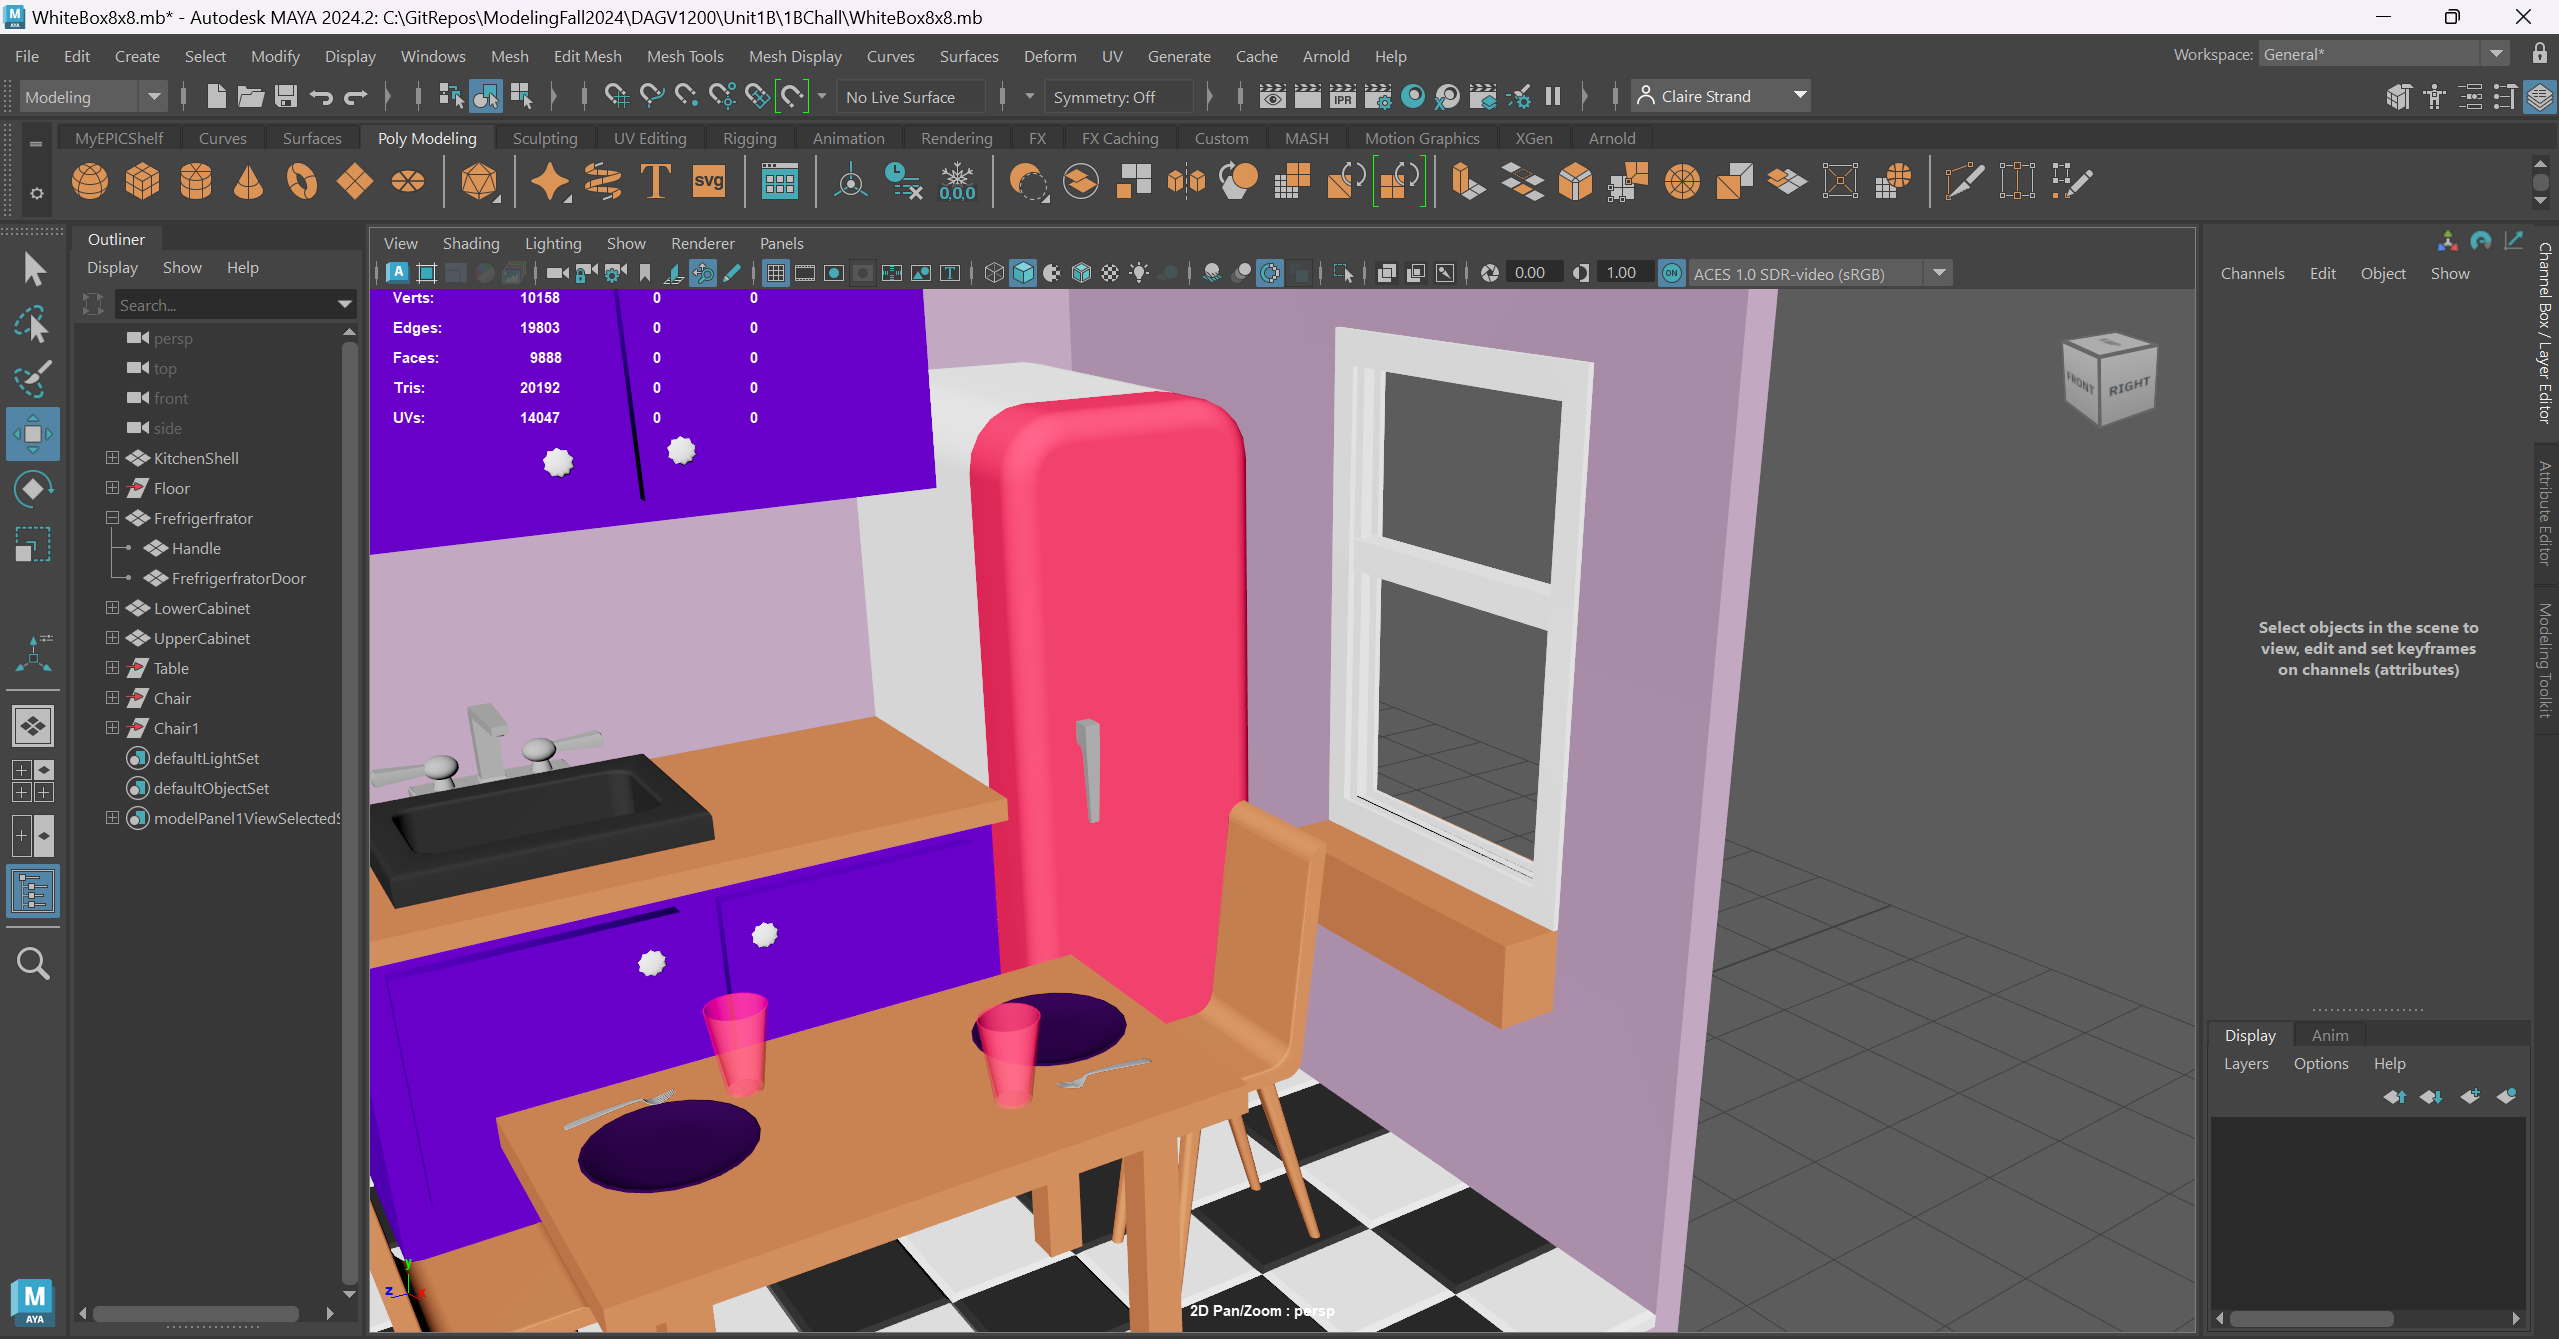 WhiteBox8x8.mb* - Autodesk MAYA 2024.2: C:\GitRepos\ModelingFall2024\DAGV1200\Unit1B\1BChall\WhiteBox8x8.mb
File Edit Create Select Modify Display Windows Mesh Edit Mesh Mesh Tools Mesh Display Curves Surfaces Deform UV Generate Cache Arnold Help Workspace: General*
Modeling No Live Surface Symmetry: Off IPR Claire Strand
MyEPICShelf Curves Surfaces Poly Modeling Sculpting UV Editing Rigging Animation Rendering FX FX Caching Custom MASH Motion Graphics XGen Arnold
T svg 0,0,0
Outliner
Display Show Help
Search...
persp
top
front
side
KitchenShell
Floor
Frefrigerfrator
Handle
FrefrigerfratorDoor
LowerCabinet
UpperCabinet
Table
Chair
Chair1
defaultLightSet
defaultObjectSet
modelPanel1ViewSelectedS
View Shading Lighting Show Renderer Panels
A T 0.00 1.00 ON ACES 1.0 SDR-video (sRGB)
Verts: 10158 0 0
Edges: 19803 0 0
Faces: 9888 0 0
Tris: 20192 0 0
UVs: 14047 0 0
FRONT RIGHT
y
z x
2D Pan/Zoom : persp
Channels Edit Object Show
Select objects in the scene to
view, edit and set keyframes
on channels (attributes)
Display Anim
Layers Options Help
Channel Box / Layer Editor
Attribute Editor
Modeling Toolkit
M
AYA